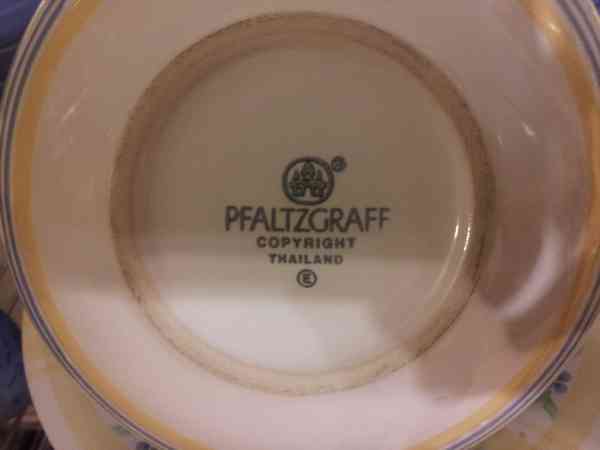 ®
PFALTZGRAFF
COPYRIGHT
THAILAND
E